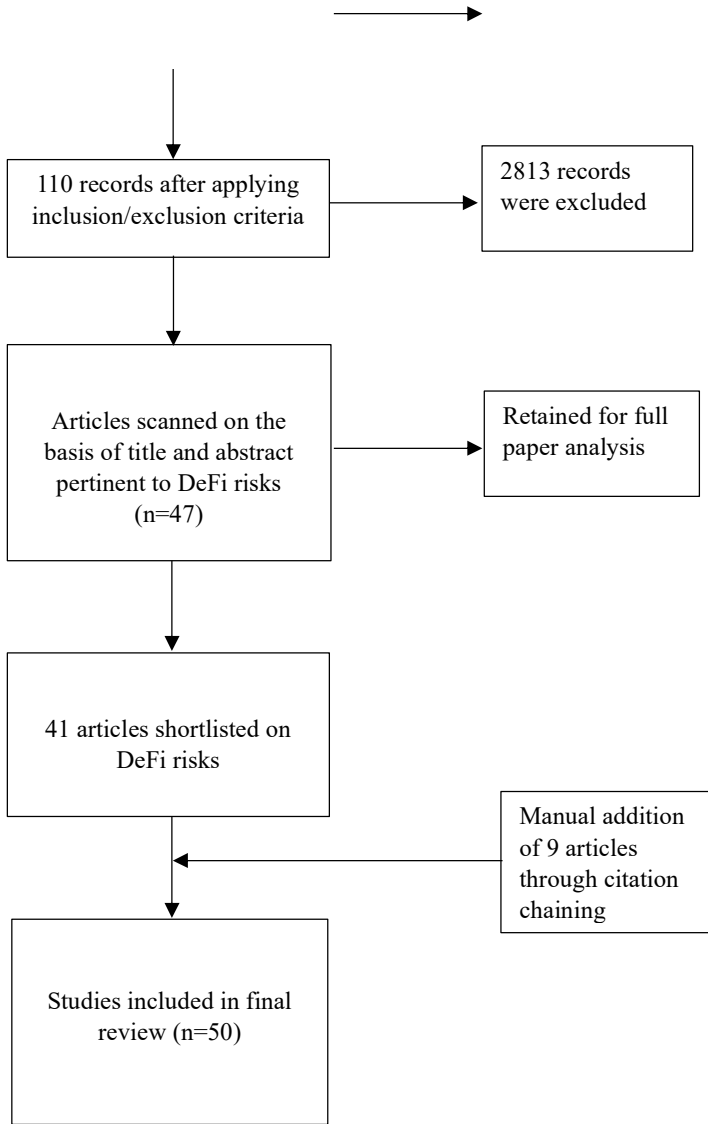 110 records after applying
inclusion/exclusion criteria
2813 records
were excluded
Articles scanned on the
basis of title and abstract
pertinent to DeFi risks
(n=47)
Retained for full
paper analysis
41 articles shortlisted on
DeFi risks
Manual addition
of 9 articles
through citation
chaining
Studies included in final
review (n=50)